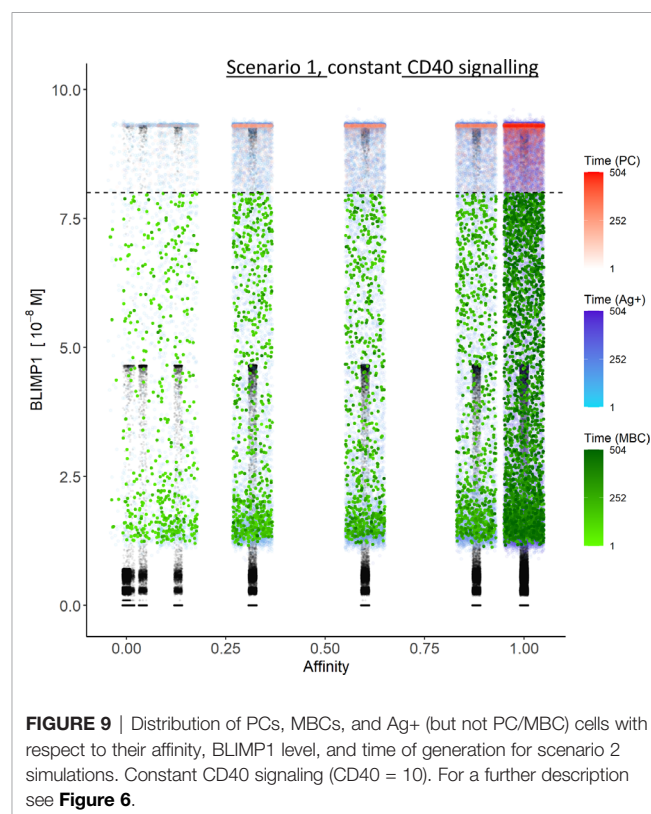 Scenario 1, constant CD40 signalling
10.0
7.5
5.0
2.5
0.0
BLIMP1 [ 10⁻⁸ M]
0.00
0.25
0.50
0.75
1.00
Affinity
Time (PC)
504
252
1
Time (Ag+)
504
252
1
Time (MBC)
504
252
1
FIGURE 9 | Distribution of PCs, MBCs, and Ag+ (but not PC/MBC) cells with
respect to their affinity, BLIMP1 level, and time of generation for scenario 2
simulations. Constant CD40 signaling (CD40 = 10). For a further description
see Figure 6.